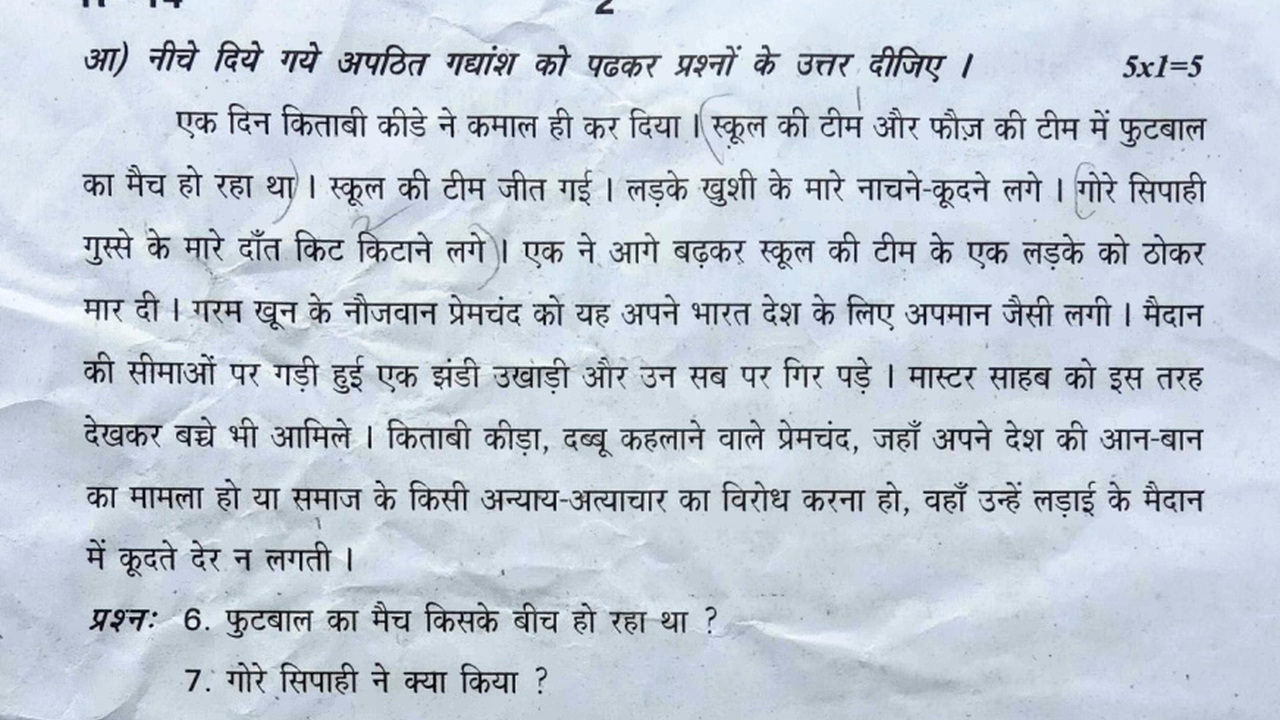 2
आ) नीचे दिये गये अपठित गद्यांश को पढकर प्रश्नों के उत्तर दीजिए । 5x1=5
एक दिन किताबी कीडे ने कमाल ही कर दिया । (स्कूल की टीम और फौज़ की टीम में फुटबाल
का मैच हो रहा था) । स्कूल की टीम जीत गई । लड़के खुशी के मारे नाचने-कूदने लगे । (गोरे सिपाही
गुस्से के मारे दाँत किट किटाने लगे) । एक ने आगे बढ़कर स्कूल की टीम के एक लड़के को ठोकर
मार दी । गरम खून के नौजवान प्रेमचंद को यह अपने भारत देश के लिए अपमान जैसी लगी । मैदान
की सीमाओं पर गड़ी हुई एक झंडी उखाड़ी और उन सब पर गिर पड़े । मास्टर साहब को इस तरह
देखकर बच्चे भी आमिले । किताबी कीड़ा, दब्बू कहलाने वाले प्रेमचंद, जहाँ अपने देश की आन-बान
का मामला हो या समाज के किसी अन्याय-अत्याचार का विरोध करना हो, वहाँ उन्हें लड़ाई के मैदान
में कूदते देर न लगती ।
प्रश्नः 6. फुटबाल का मैच किसके बीच हो रहा था ?
7. गोरे सिपाही ने क्या किया ?